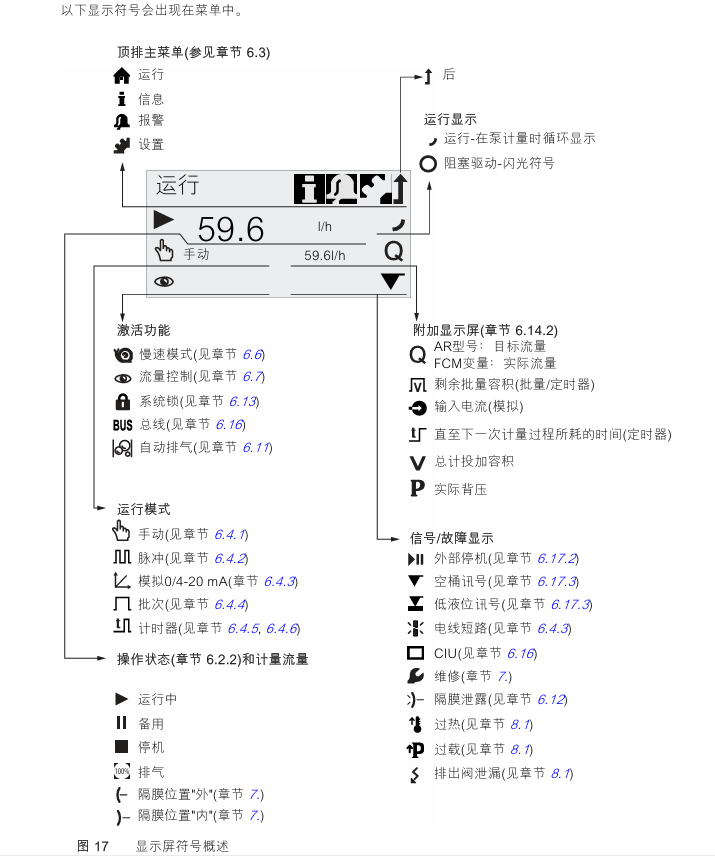 以下显示符号会出现在菜单中。
顶排主菜单(参见章节 6.3)
运行
信息
报警
设置
后
运行显示
运行-在泵计量时循环显示
阻塞驱动-闪光符号
运行
59.6
l/h
手动
59.6l/h
Q
激活功能
慢速模式(见章节 6.6)
流量控制(见章节 6.7)
系统锁(见章节 6.13)
BUS 总线(见章节 6.16)
自动排气(见章节 6.11)
附加显示屏(章节 6.14.2)
Q AR型号：目标流量
FCM变量：实际流量
剩余批量容积(批量/定时器)
输入电流(模拟)
直至下一次计量过程所耗的时间(定时器)
V 总计投加容积
P 实际背压
运行模式
手动(见章节 6.4.1)
脉冲(见章节 6.4.2)
模拟0/4-20 mA(章节 6.4.3)
批次(见章节 6.4.4)
计时器(见章节 6.4.5, 6.4.6)
信号/故障显示
外部停机(见章节 6.17.2)
空桶讯号(见章节 6.17.3)
低液位讯号(见章节 6.17.3)
电线短路(见章节 6.4.3)
CIU(见章节 6.16)
维修(章节 7.)
隔膜泄露(见章节 6.12)
过热(见章节 8.1)
P 过载(见章节 8.1)
排出阀泄漏(见章节 8.1)
操作状态(章节 6.2.2)和计量流量
运行中
备用
停机
100% 排气
隔膜位置"外"(章节 7.)
隔膜位置"内"(章节 7.)
图 17 显示屏符号概述